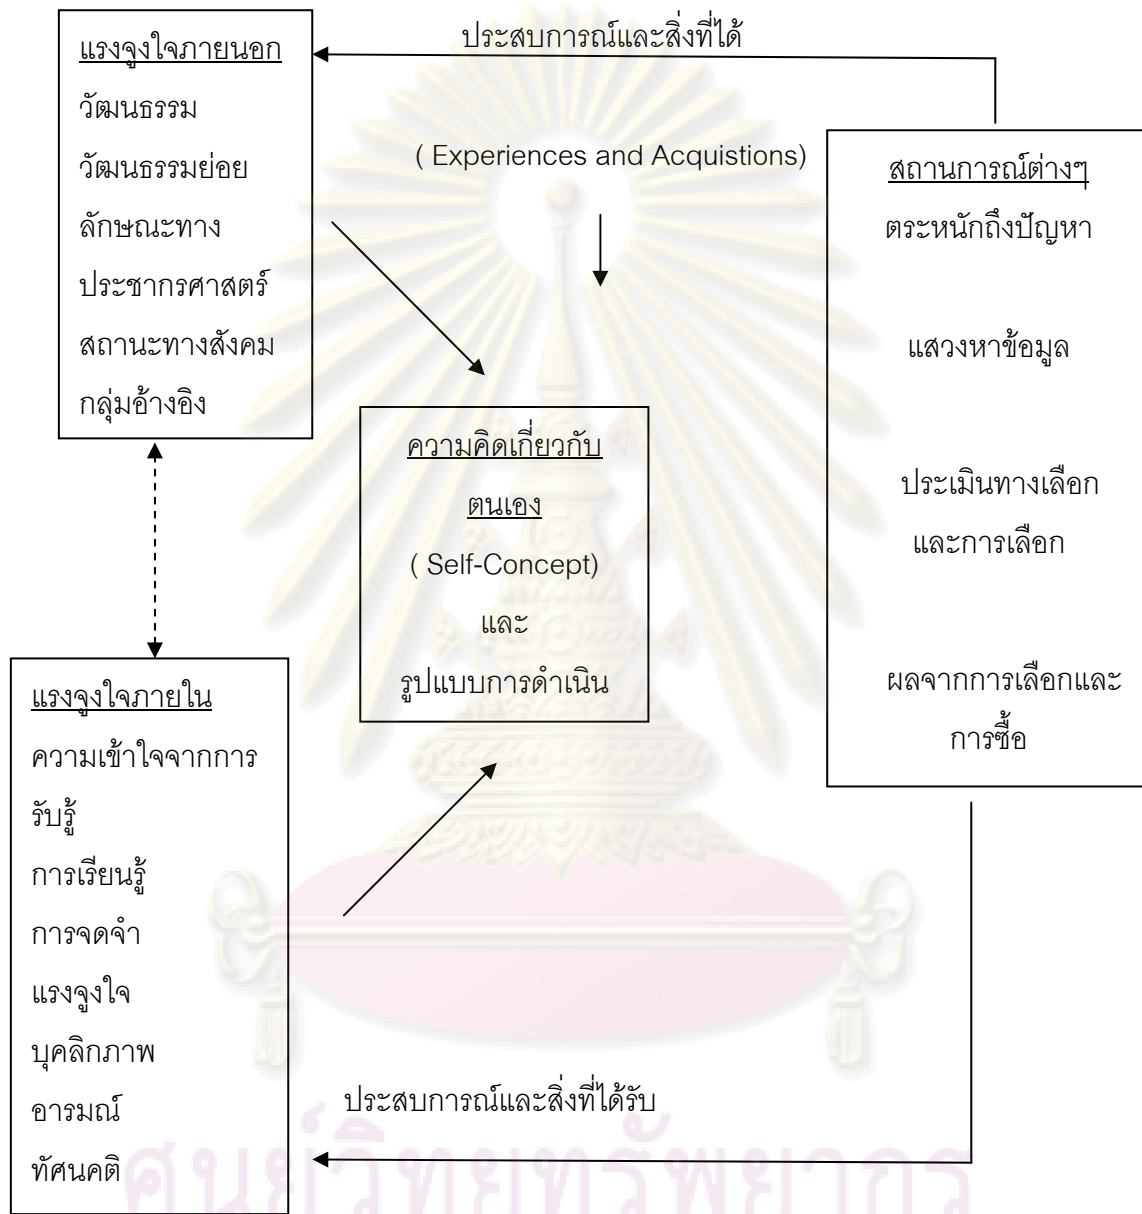 แรงจูงใจภายนอก
วัฒนธรรม
วัฒนธรรมย่อย
ลักษณะทาง
ประชากรศาสตร์
สถานะทางสังคม
กลุ่มอ้างอิง
ประสบการณ์และสิ่งที่ได้
( Experiences and Acquistions)
สถานการณ์ต่างๆ
ตระหนักถึงปัญหา
แสวงหาข้อมูล
ประเมินทางเลือก
และการเลือก
ผลจากการเลือกและ
การซื้อ
ความคิดเกี่ยวกับ
ตนเอง
( Self-Concept)
และ
รูปแบบการดำเนิน
แรงจูงใจภายใน
ความเข้าใจจากการ
รับรู้
การเรียนรู้
การจดจำ
แรงจูงใจ
บุคลิกภาพ
อารมณ์
ทัศนคติ
ประสบการณ์และสิ่งที่ได้รับ
ศูนย์วิทยทรัพยากร